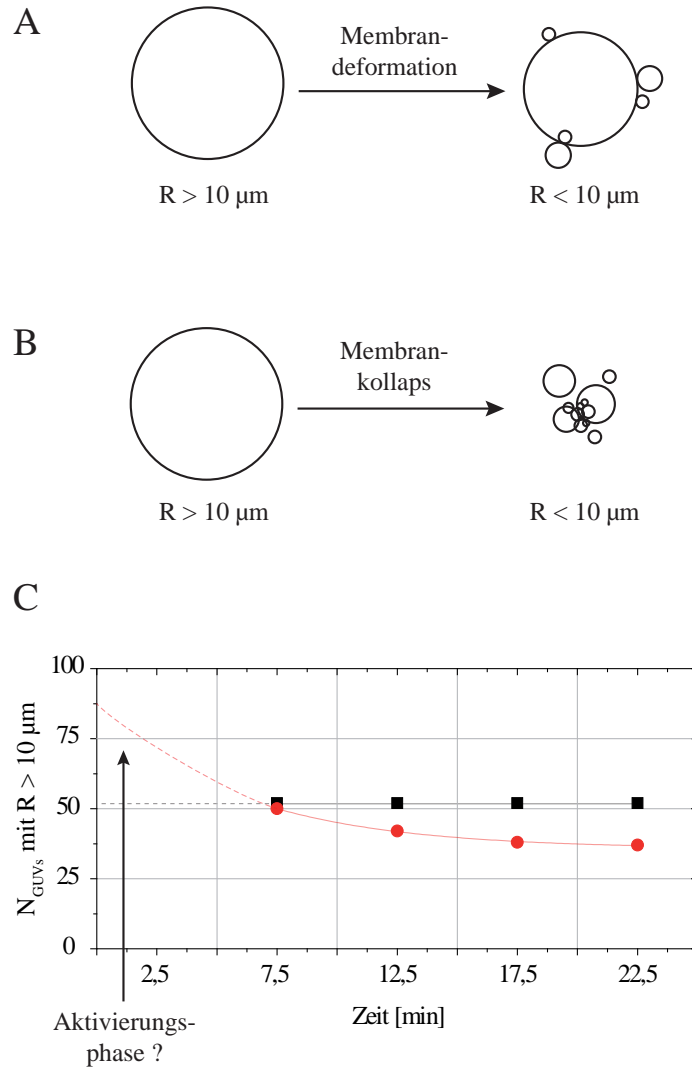 A
Membran-
deformation
R > 10 µm
R < 10 µm
B
Membran-
kollaps
R > 10 µm
R < 10 µm
C
100
75
50
25
0
N_GUVs mit R > 10 µm
2,5
7,5
12,5
17,5
22,5
Zeit [min]
Aktivierungs-
phase ?